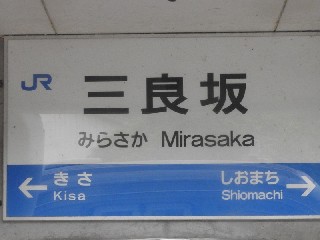 JR
三良坂
みらさか Mirasaka
← きさ しおまち →
Kisa Shiomachi